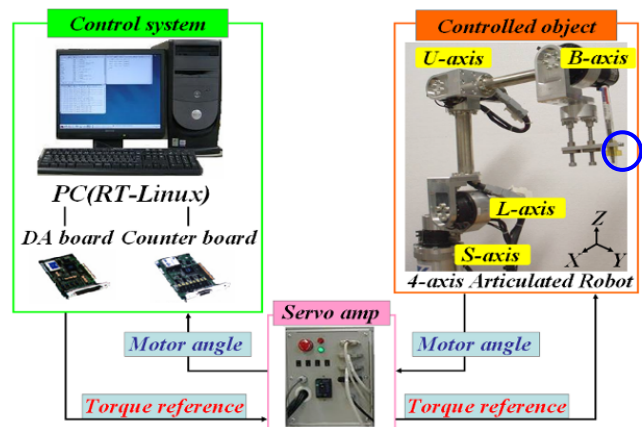 Control system
PC(RT-Linux)
DA board
Counter board
Controlled object
U-axis
B-axis
L-axis
S-axis
Z
X
Y
4-axis Articulated Robot
Servo amp
Motor angle
Motor angle
Torque reference
Torque reference